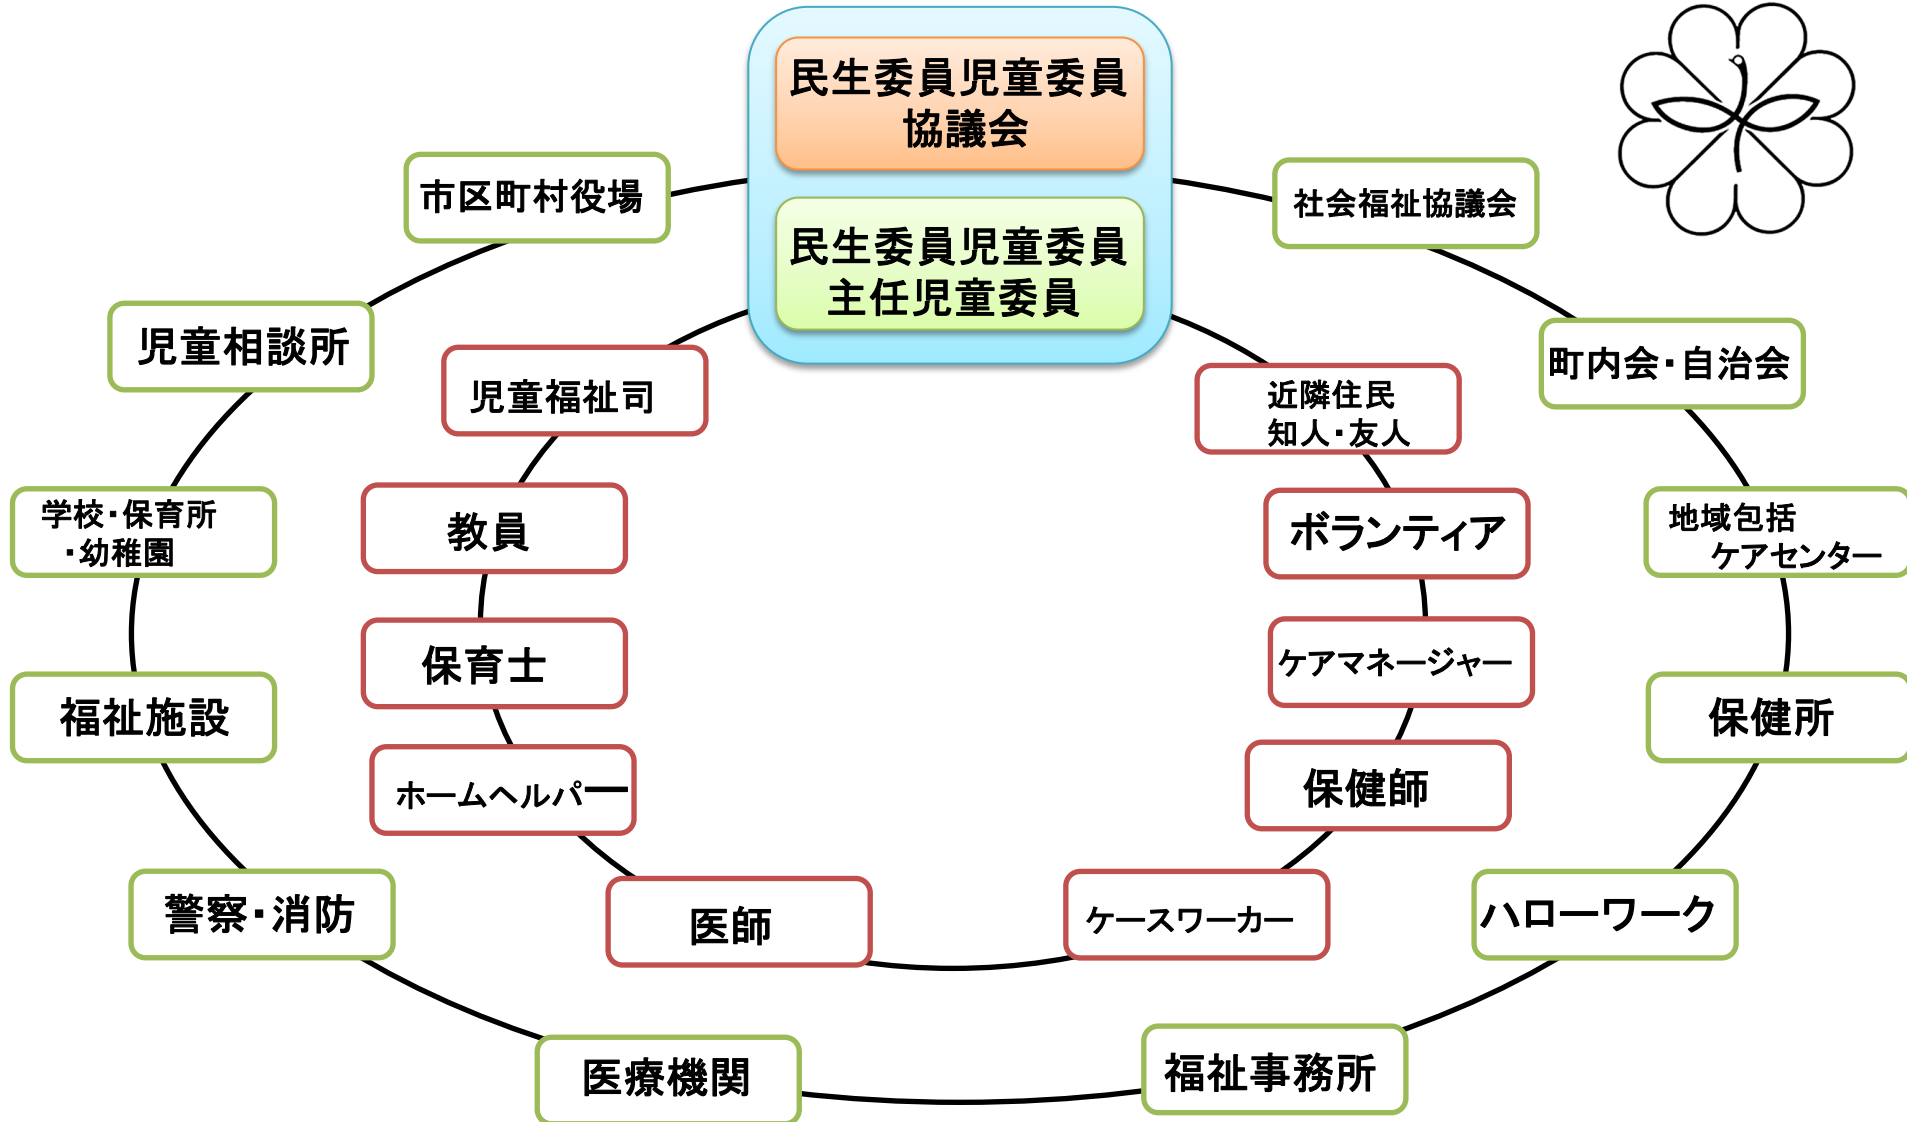 民生委員児童委員
協議会
民生委員児童委員
主任児童委員
市区町村役場
社会福祉協議会
児童相談所
町内会・自治会
児童福祉司
近隣住民
知人・友人
学校・保育所
・幼稚園
教員
ボランティア
地域包括
ケアセンター
保育士
ケアマネージャー
福祉施設
保健所
ホームヘルパー
保健師
警察・消防
医師
ケースワーカー
ハローワーク
医療機関
福祉事務所